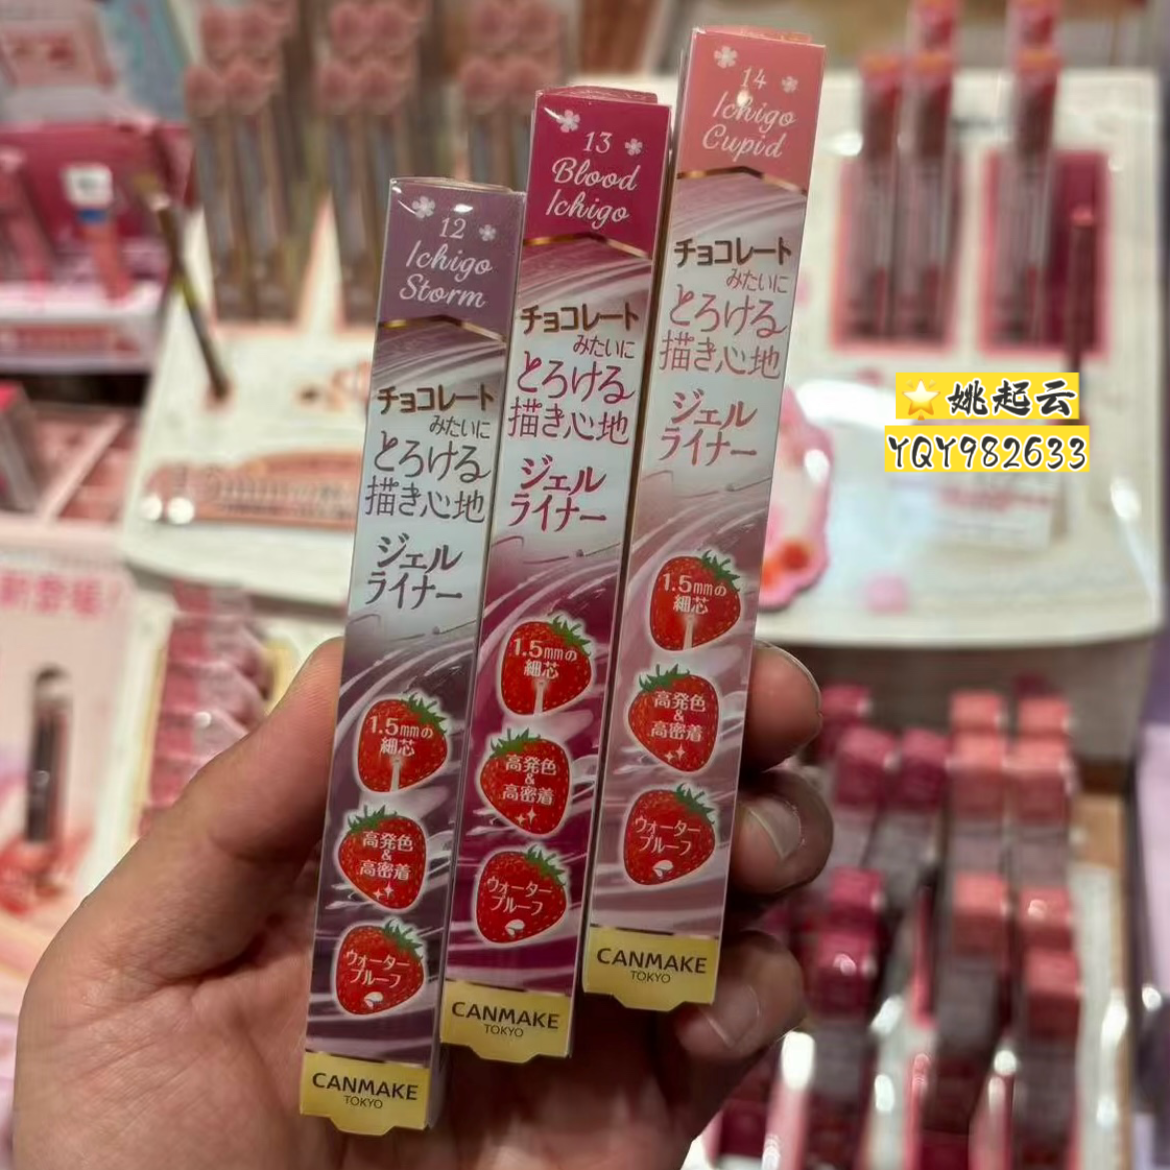 12
Ichigo
Storm
チョコレート
みたいに
とろける
描き心地
ジェル
ライナー
1.5mmの
細芯
高発色
&
高密着
ウォーター
プルーフ
CANMAKE
TOKYO
13
Blood
Ichigo
チョコレート
みたいに
とろける
描き心地
ジェル
ライナー
1.5mmの
細芯
高発色
&
高密着
ウォーター
プルーフ
CANMAKE
TOKYO
14
Ichigo
Cupid
チョコレート
みたいに
とろける
描き心地
ジェル
ライナー
1.5mmの
細芯
高発色
&
高密着
ウォーター
プルーフ
CANMAKE
TOKYO
🌟姚起云
YQY982633